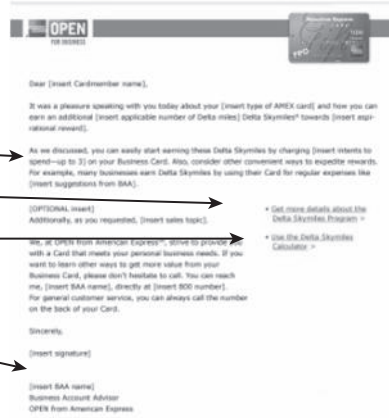 OPEN
FOR BUSINESS
Dear [insert Cardmember name],
It was a pleasure speaking with you today about your [insert type of AMEX card] and how you can
earn an additional [insert applicable number of Delta miles] Delta Skymiles® towards [insert aspi-
rational reward].
As we discussed, you can easily start earning these Delta Skymiles by charging [insert intents to
spend—up to 3] on your Business Card. Also, consider other convenient ways to expedite rewards.
For example, many businesses earn Delta Skymiles by using their Card for regular expenses like
[insert suggestions from BAA].
[OPTIONAL insert]
Additionally, as you requested, [insert sales topic].
• Get more details about the
Delta Skymiles Program >
• Use the Delta Skymiles
Calculator >
We, at OPEN from American Express℠, strive to provide you
with a Card that meets your personal business needs. If you
want to learn other ways to get more value from your
Business Card, please don't hesitate to call. You can reach
me, [insert BAA name], directly at [insert 800 number].
For general customer service, you can always call the number
on the back of your Card.
Sincerely,
[insert signature]
[insert BAA name]
Business Account Advisor
OPEN from American Express